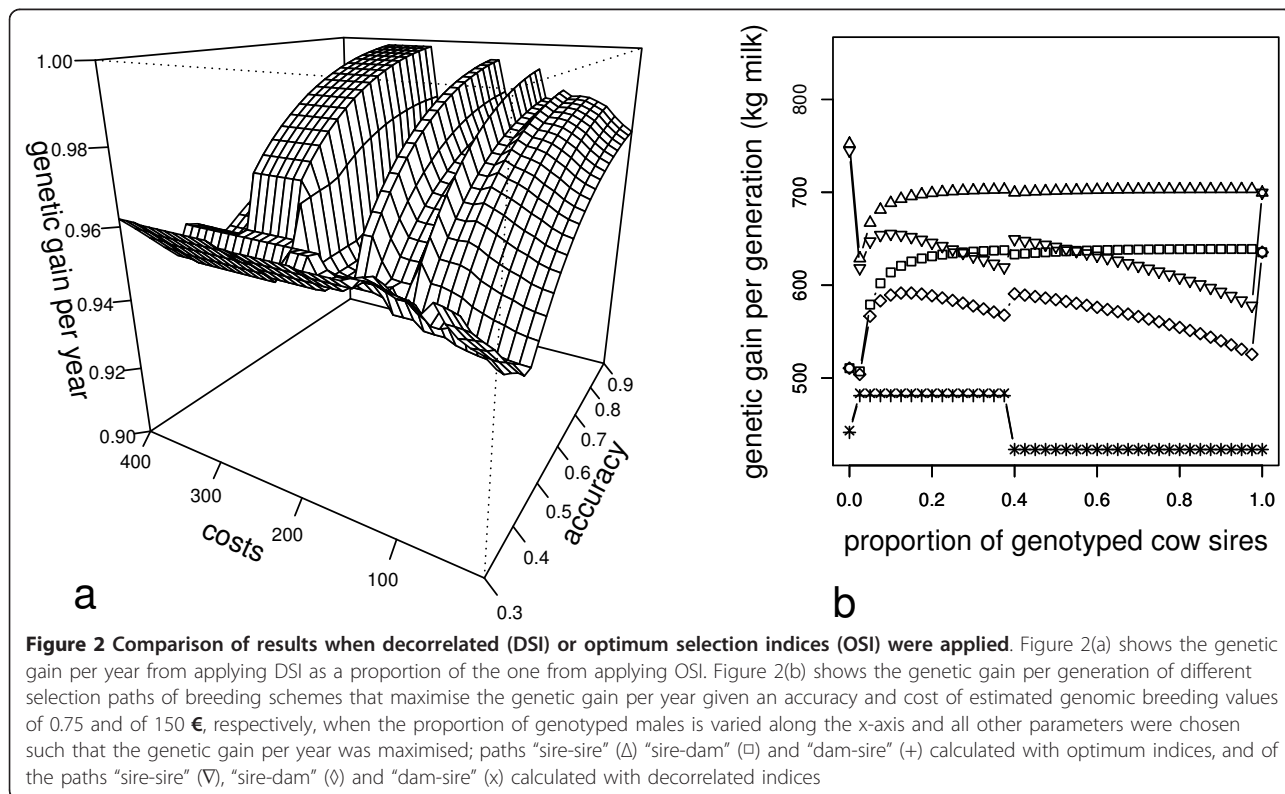 1.00
0.98
0.96
0.94
0.92
0.90
genetic gain per year
400
300
200
100
costs
0.3
0.4
0.5
0.6
0.7
0.8
0.9
accuracy
a
genetic gain per generation (kg milk)
800
700
600
500
0.0 0.2 0.4 0.6 0.8 1.0
proportion of genotyped cow sires
b
Figure 2 Comparison of results when decorrelated (DSI) or optimum selection indices (OSI) were applied. Figure 2(a) shows the genetic
gain per year from applying DSI as a proportion of the one from applying OSI. Figure 2(b) shows the genetic gain per generation of different
selection paths of breeding schemes that maximise the genetic gain per year given an accuracy and cost of estimated genomic breeding values
of 0.75 and of 150 €, respectively, when the proportion of genotyped males is varied along the x-axis and all other parameters were chosen
such that the genetic gain per year was maximised; paths “sire-sire” (Δ) “sire-dam” (□) and “dam-sire” (+) calculated with optimum indices, and of
the paths “sire-sire” (∇), “sire-dam” (◊) and “dam-sire” (x) calculated with decorrelated indices